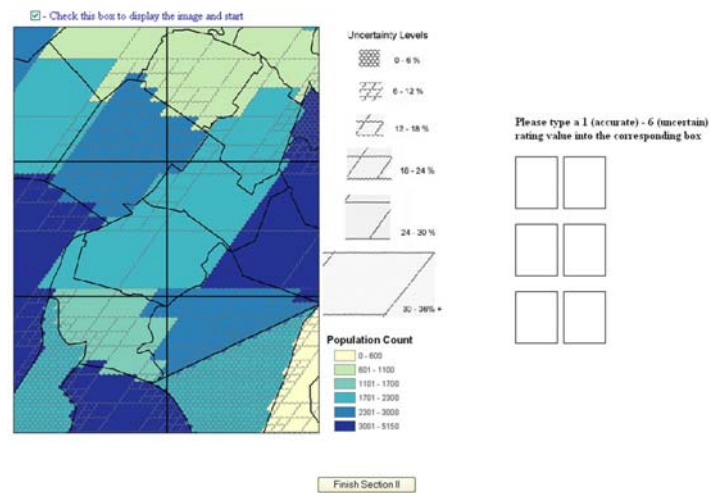 - Check this box to display the image and start
Uncertainty Levels
0 - 6 %
6 - 12 %
12 - 18 %
18 - 24 %
24 - 30 %
30 - 36% +
Please type a 1 (accurate) - 6 (uncertain)
rating value into the corresponding box
Population Count
0 - 600
601 - 1100
1101 - 1700
1701 - 2300
2301 - 3000
3001 - 5150
Finish Section II